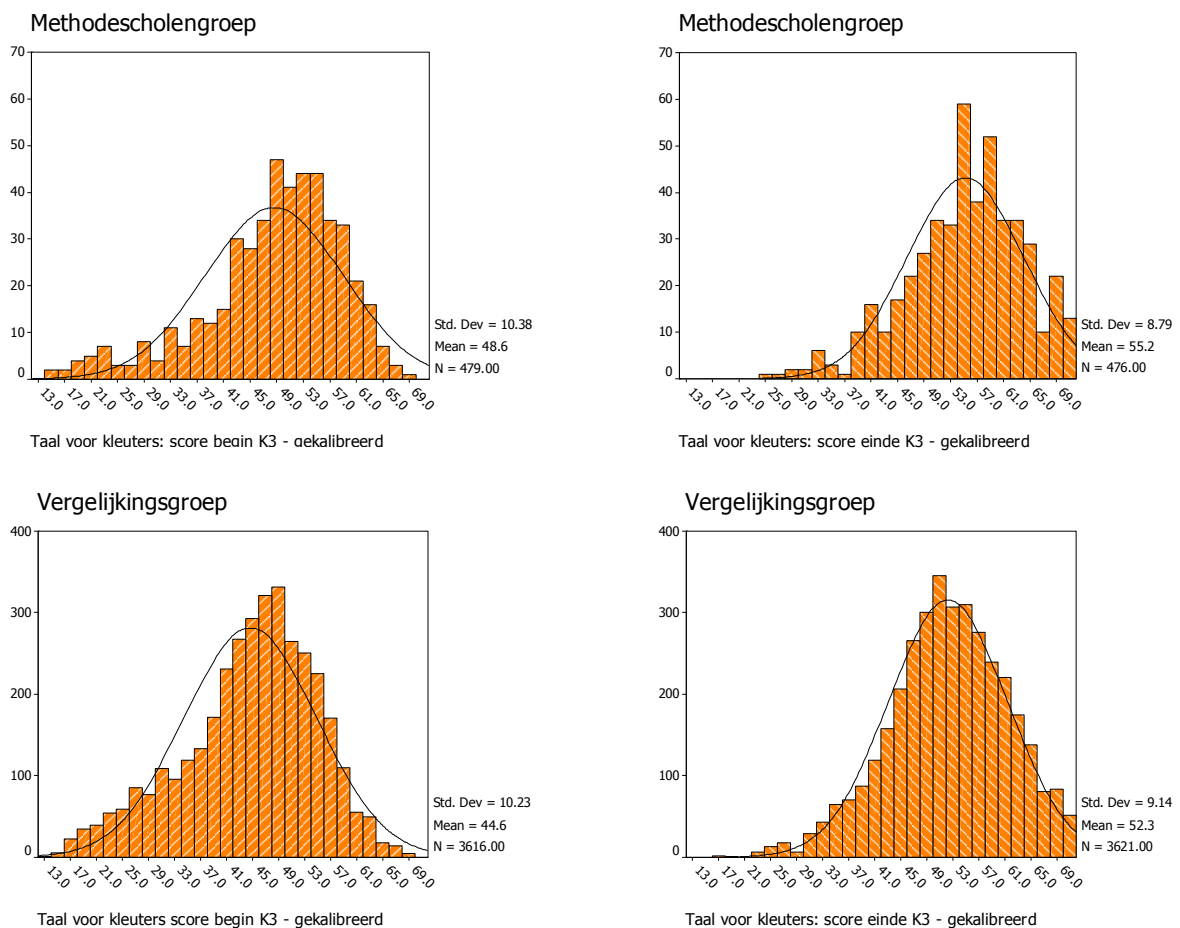 Methodescholengroep
70
60
50
40
30
20
10
0
13.0 17.0 21.0 25.0 29.0 33.0 37.0 41.0 45.0 49.0 53.0 57.0 61.0 65.0 69.0
Std. Dev = 10.38
Mean = 48.6
N = 479.00
Taal voor kleuters: score begin K3 - gekalibreerd
Methodescholengroep
70
60
50
40
30
20
10
0
13.0 17.0 21.0 25.0 29.0 33.0 37.0 41.0 45.0 49.0 53.0 57.0 61.0 65.0 69.0
Std. Dev = 8.79
Mean = 55.2
N = 476.00
Taal voor kleuters: score einde K3 - gekalibreerd
Vergelijkingsgroep
400
300
200
100
0
13.0 17.0 21.0 25.0 29.0 33.0 37.0 41.0 45.0 49.0 53.0 57.0 61.0 65.0 69.0
Std. Dev = 10.23
Mean = 44.6
N = 3616.00
Taal voor kleuters score begin K3 - gekalibreerd
Vergelijkingsgroep
400
300
200
100
0
13.0 17.0 21.0 25.0 29.0 33.0 37.0 41.0 45.0 49.0 53.0 57.0 61.0 65.0 69.0
Std. Dev = 9.14
Mean = 52.3
N = 3621.00
Taal voor kleuters: score einde K3 - gekalibreerd